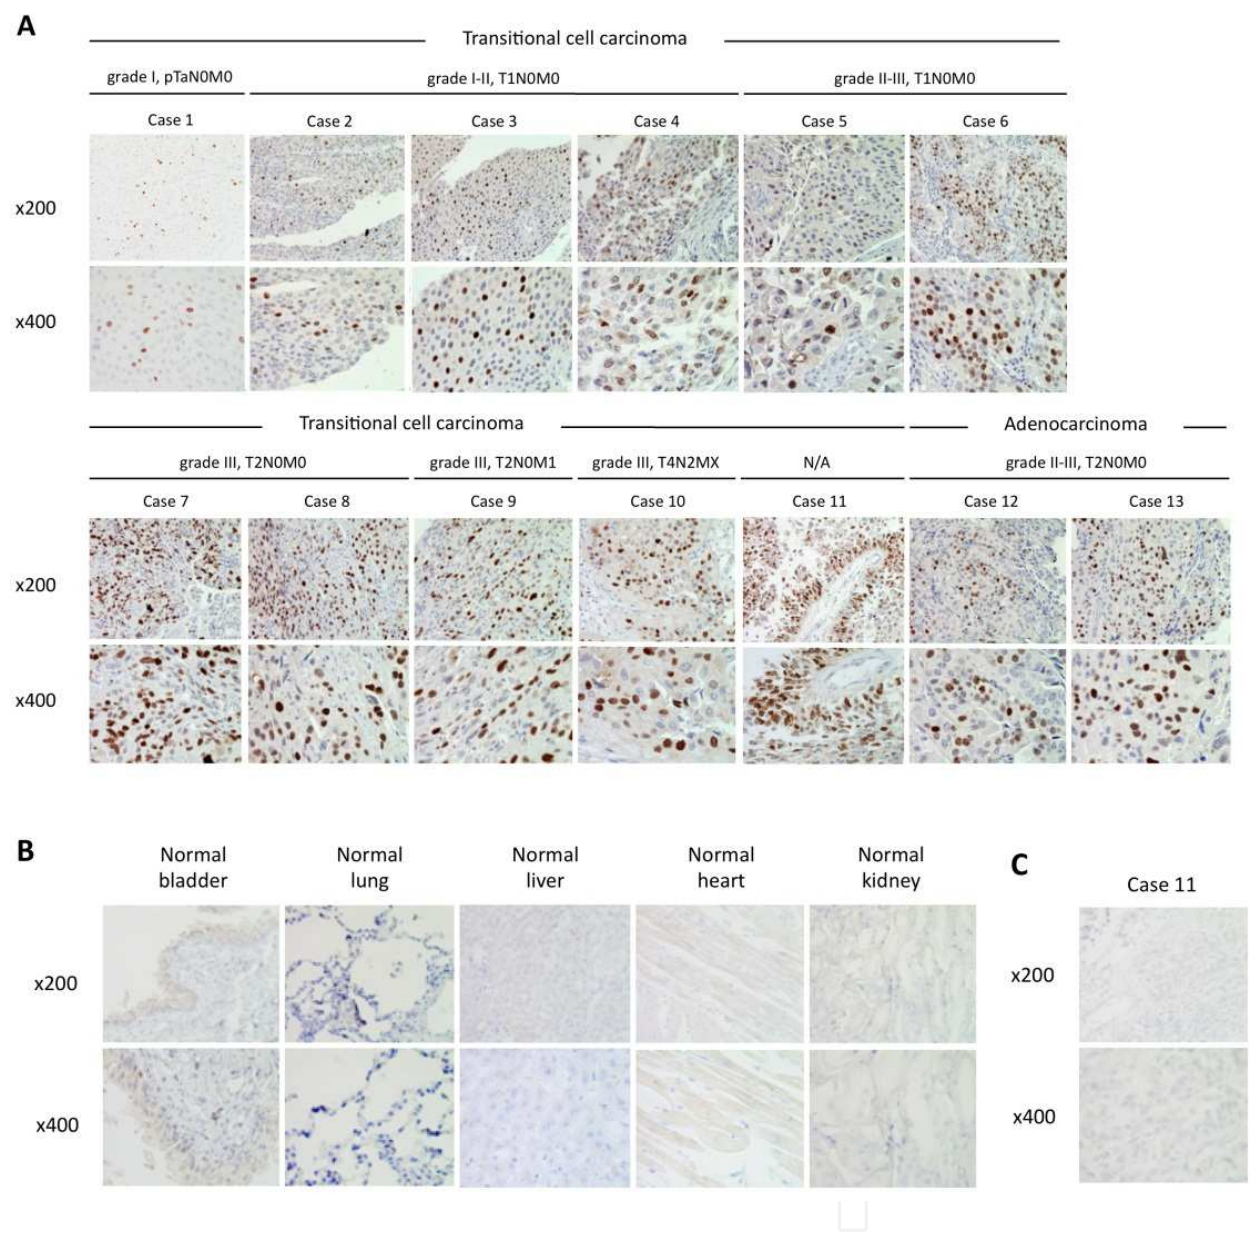 A
Transitional cell carcinoma
grade I, pTaN0M0 grade I-II, T1N0M0 grade II-III, T1N0M0
Case 1 Case 2 Case 3 Case 4 Case 5 Case 6
x200
x400
Transitional cell carcinoma Adenocarcinoma
grade III, T2N0M0 grade III, T2N0M1 grade III, T4N2MX N/A grade II-III, T2N0M0
Case 7 Case 8 Case 9 Case 10 Case 11 Case 12 Case 13
x200
x400
B
Normal bladder
Normal lung
Normal liver
Normal heart
Normal kidney
x200
x400
C
Case 11
x200
x400